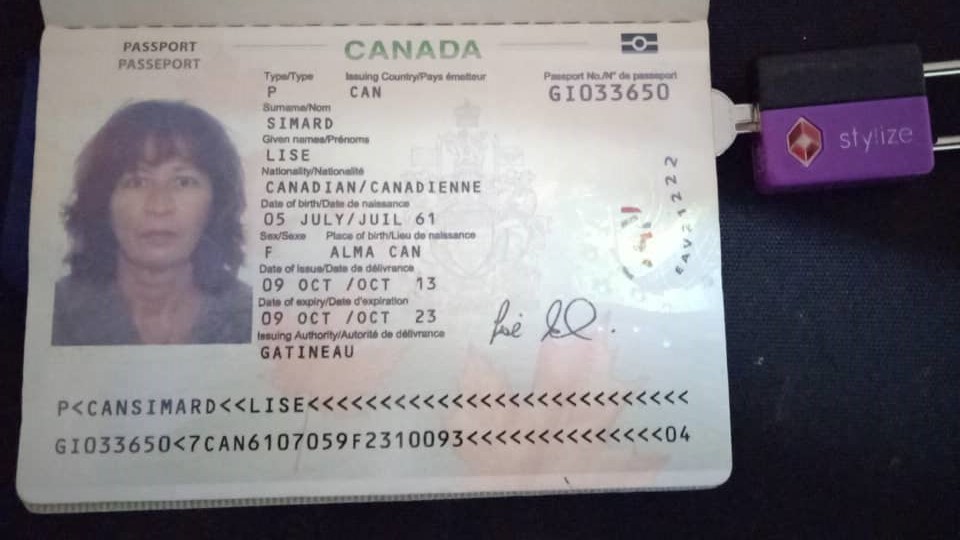 PASSPORT
PASSEPORT
CANADA
Type/Type Issuing Country/Pays émetteur Passport No./N° de passeport
P CAN GI033650
Surname/Nom
SIMARD
Given names/Prénoms
LISE
Nationality/Nationalité
CANADIAN/CANADIENNE
Date of birth/Date de naissance
05 JULY/JUIL 61
Sex/Sexe Place of birth/Lieu de naissance
F ALMA CAN
Date of issue/Date de délivrance
09 OCT /OCT 13
Date of expiry/Date d'expiration
09 OCT /OCT 23
Issuing Authority/Autorité de délivrance
GATINEAU
P<CANSIMARD<<LISE<<<<<<<<<<<<<<<<<<<<<<<<<<<
GI033650<7CAN6107059F2310093<<<<<<<<<<<<<<04
stylize